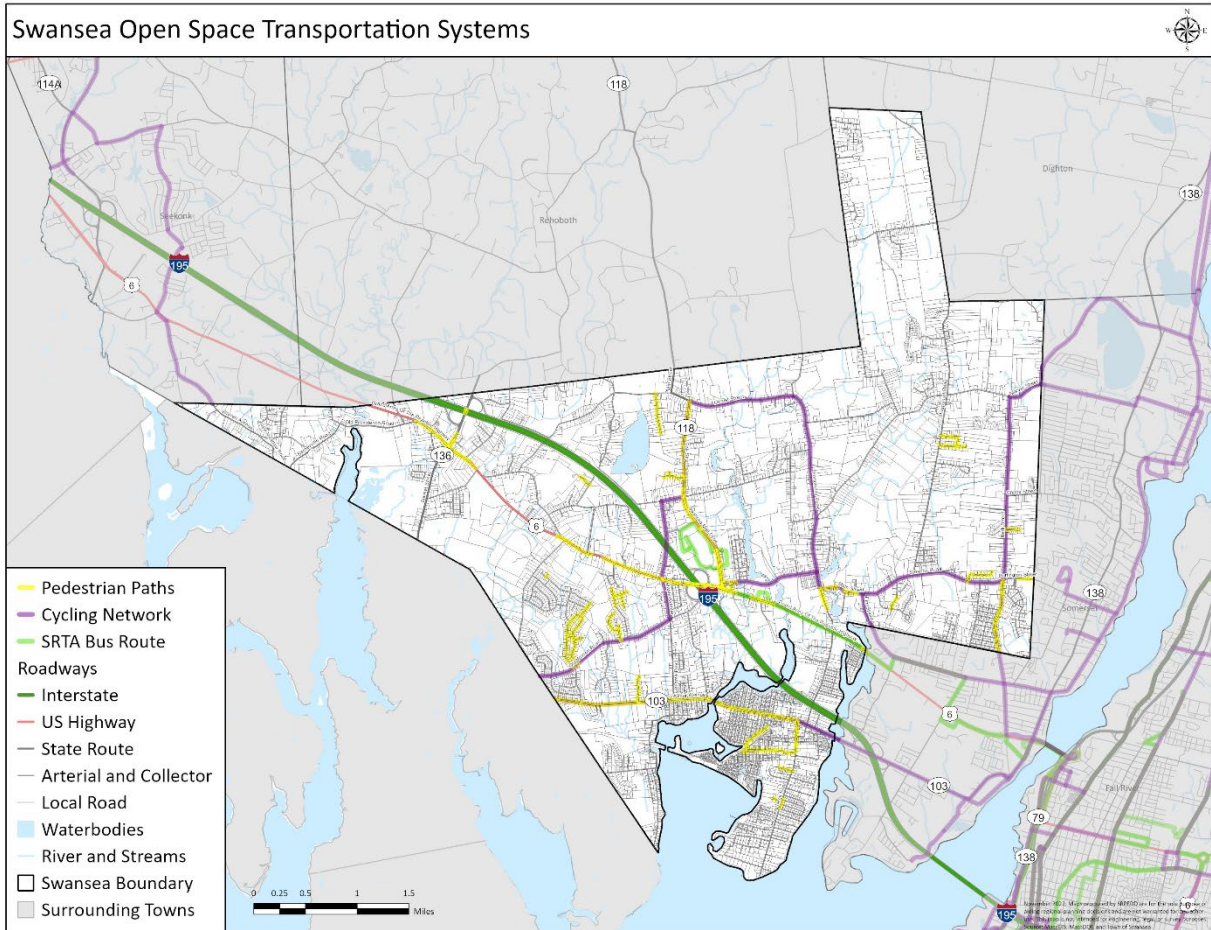 Swansea Open Space Transportation Systems
N
W
E
S
114A
118
Dighton
138
Seekonk
Rehoboth
195
6
118
136
6
195
138
Somerset
103
6
103
Fall River
79
138
195
6
Pedestrian Paths
Cycling Network
SRTA Bus Route
Roadways
Interstate
US Highway
State Route
Arterial and Collector
Local Road
Waterbodies
River and Streams
Swansea Boundary
Surrounding Towns
0 0.25 0.5 1 1.5
Miles